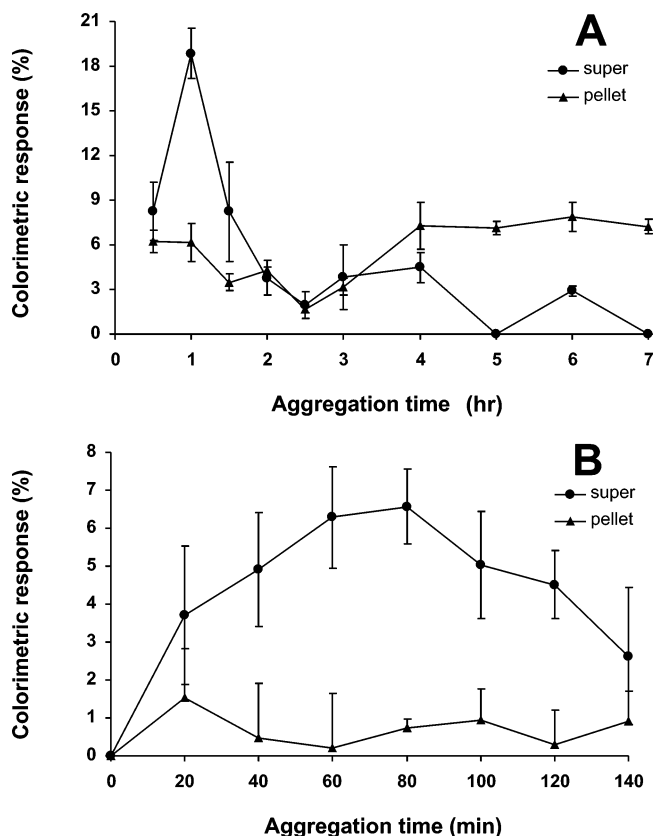 A
super
pellet
Colorimetric response (%)
21
18
15
12
9
6
3
0
0 1 2 3 4 5 6 7
Aggregation time (hr)
B
super
pellet
Colorimetric response (%)
8
7
6
5
4
3
2
1
0
0 20 40 60 80 100 120 140
Aggregation time (min)